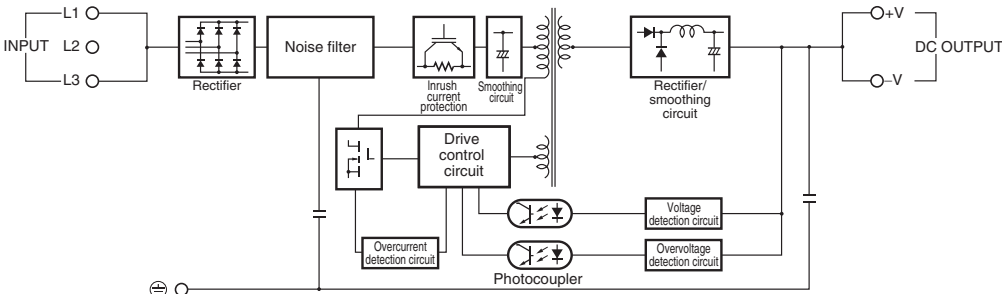 INPUT
L1
L2
L3
Rectifier
Noise filter
Inrush
current
protection
Smoothing
circuit
Rectifier/
smoothing
circuit
+V
DC OUTPUT
−V
Drive
control
circuit
Overcurrent
detection circuit
Voltage
detection circuit
Overvoltage
detection circuit
Photocoupler